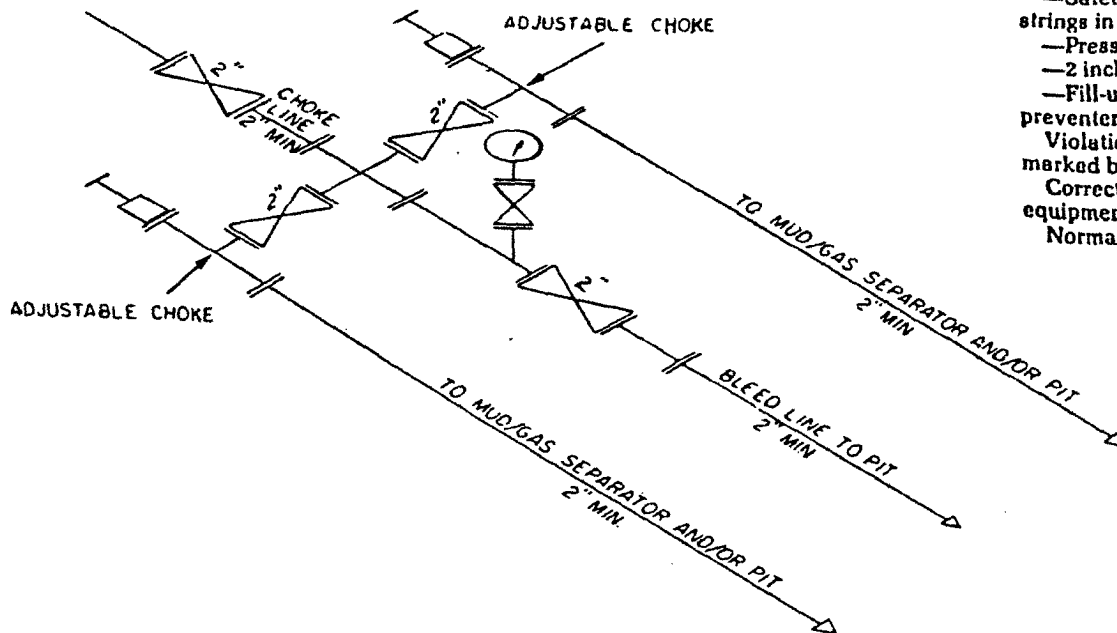 ADJUSTABLE CHOKE
2"
CHOKE
LINE
2" MIN
2"
2"
ADJUSTABLE CHOKE
2"
TO MUD/GAS SEPARATOR AND/OR PIT
2" MIN
BLEED LINE TO PIT
2" MIN
TO MUD/GAS SEPARATOR AND/OR PIT
2" MIN.
strings in
—Press
—2 incl
—Fill-u
preventer
Violatio
marked b
Correct
equipmen
Norma